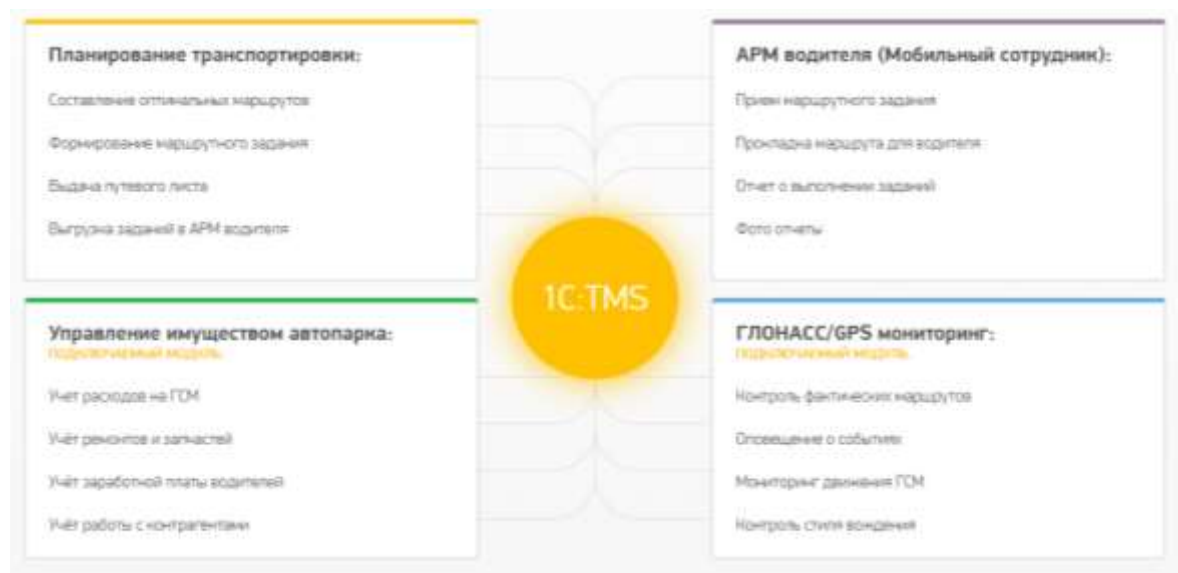 Планирование транспортировки:
Составление оптимальных маршрутов
Формирование маршрутного задания
Выдача путевого листа
Выгрузка заданий в АРМ водителя
АРМ водителя (Мобильный сотрудник):
Прием маршрутного задания
Прокладка маршрута для водителя
Отчет о выполнении заданий
Фото отчеты
1С:TMS
Управление имуществом автопарка:
ПОДКЛЮЧАЕМЫЙ МОДУЛЬ
Учет расходов на ГСМ
Учёт ремонтов и запчастей
Учёт заработной платы водителей
Учёт работы с контрагентами
ГЛОНАСС/GPS мониторинг:
ПОДКЛЮЧАЕМЫЙ МОДУЛЬ
Контроль фактических маршрутов
Оповещение о событиях
Мониторинг движения ГСМ
Контроль стиля вождения